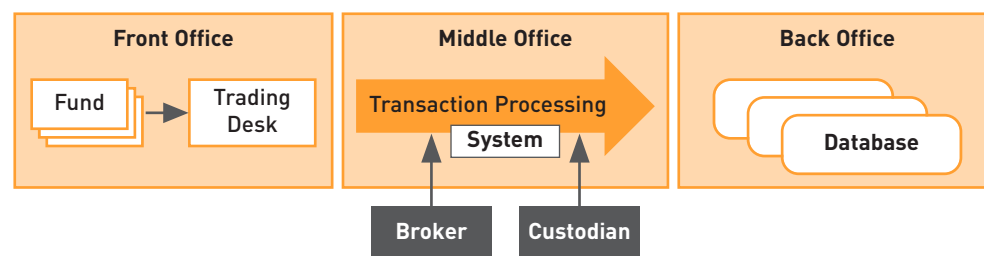 Front Office
Middle Office
Back Office
Fund
Trading
Desk
Transaction Processing
System
Database
Broker
Custodian